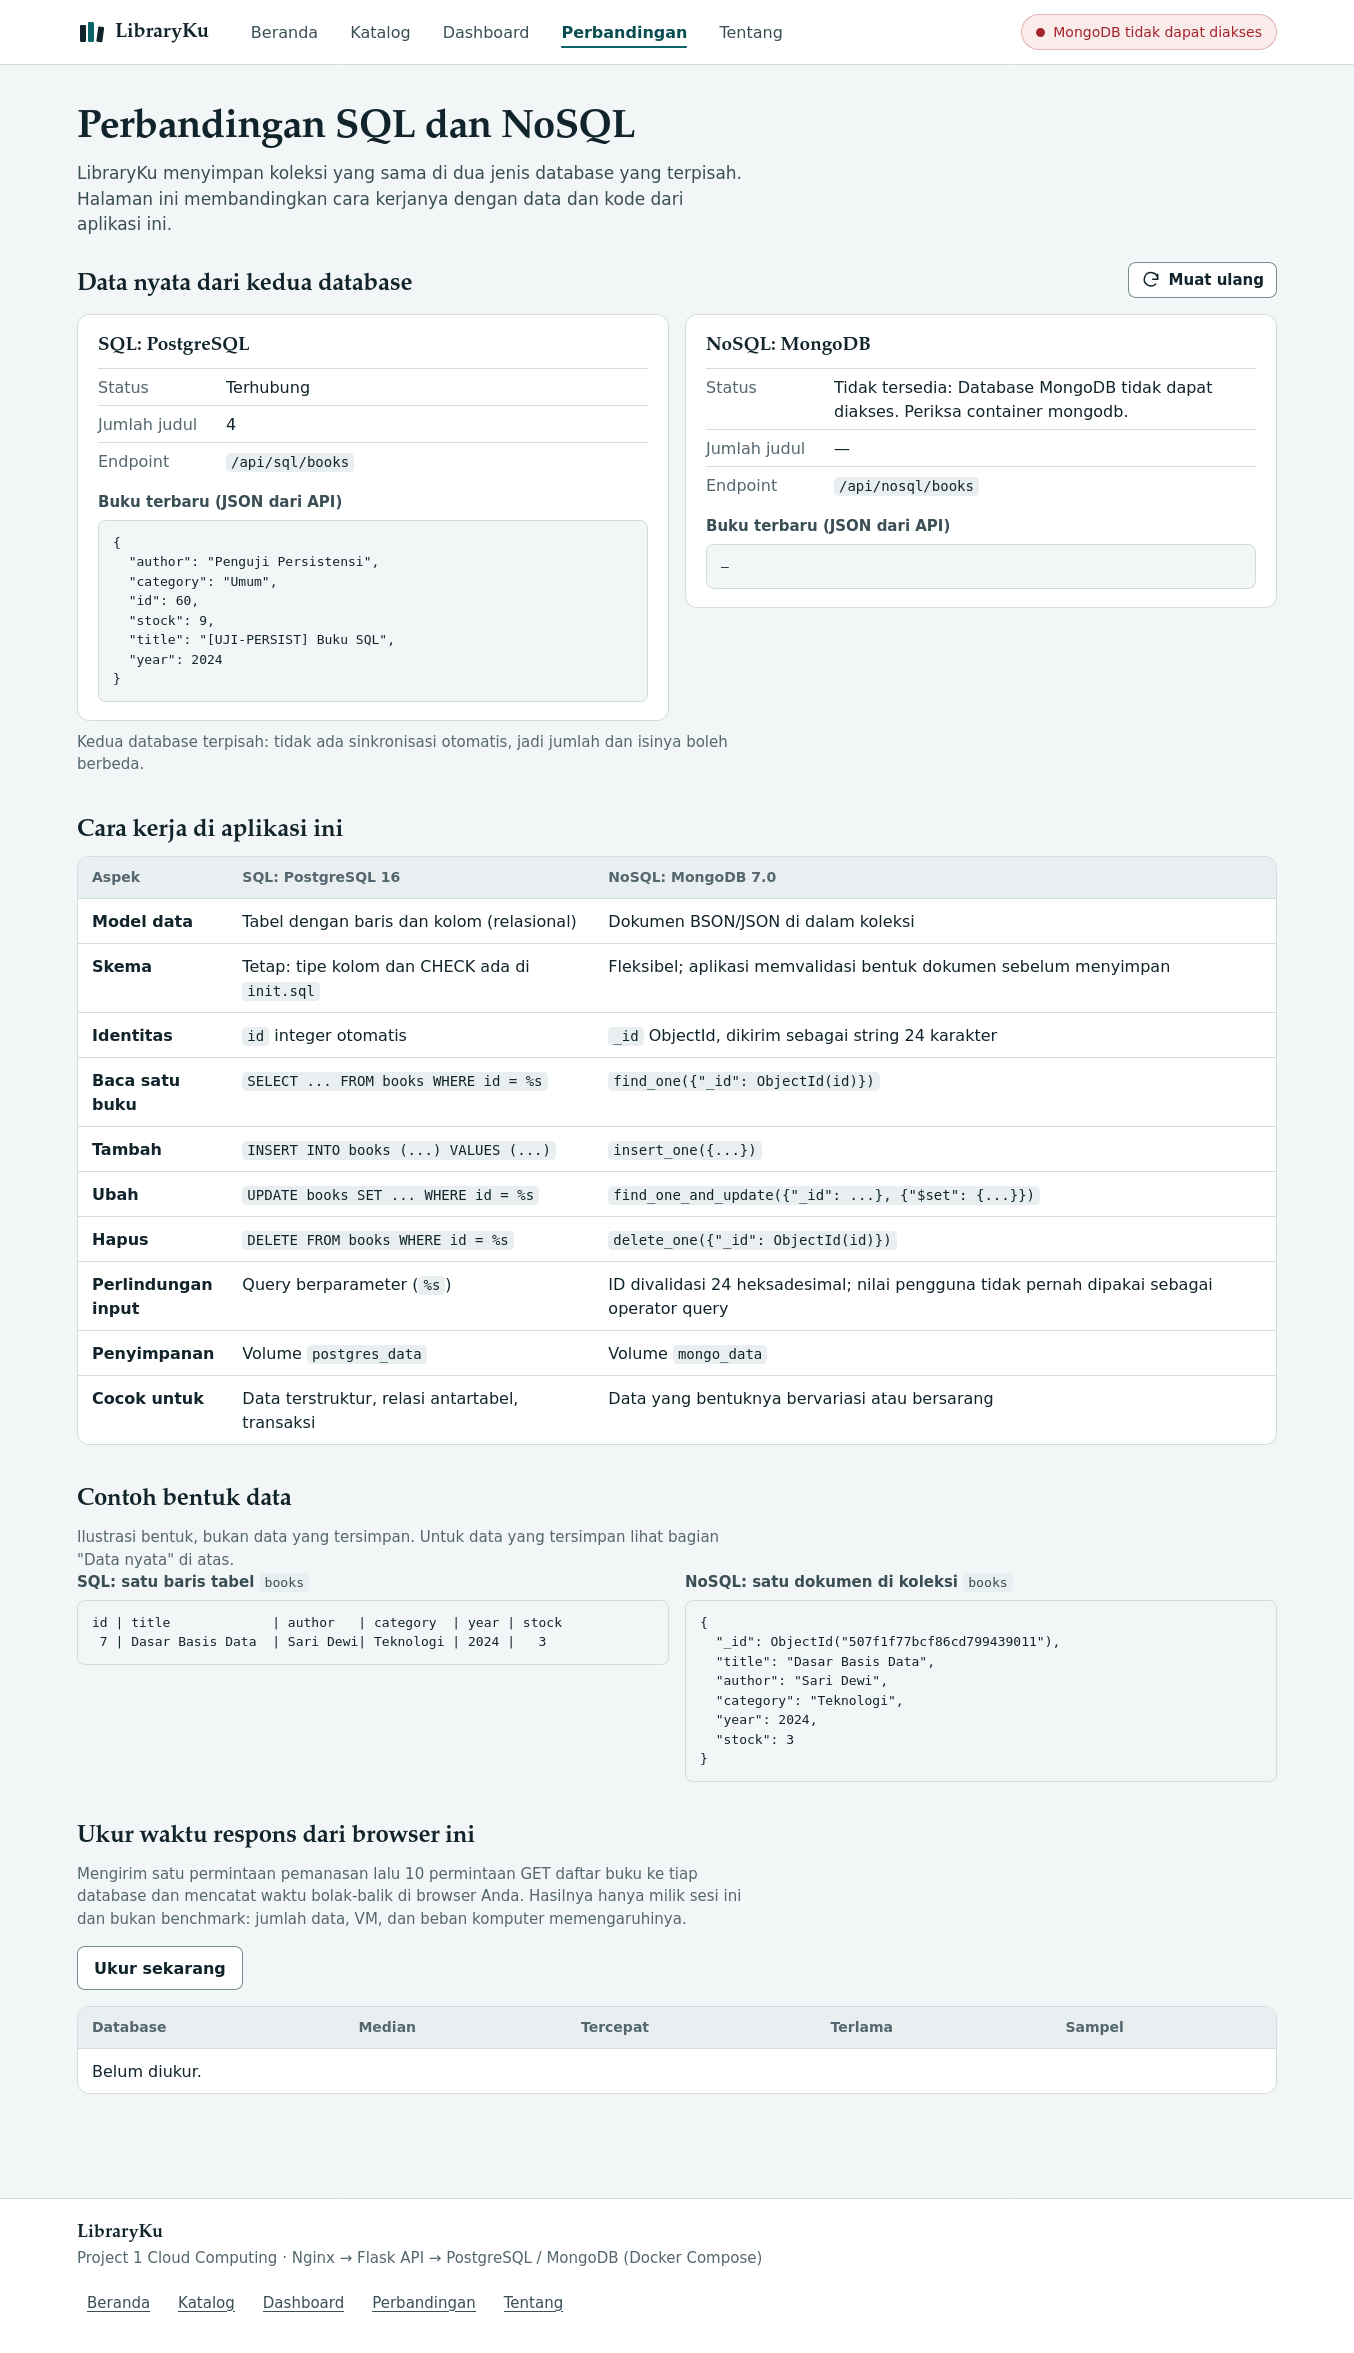 LibraryKu
Beranda
Katalog
Dashboard
Perbandingan
Tentang
MongoDB tidak dapat diakses
Perbandingan SQL dan NoSQL
LibraryKu menyimpan koleksi yang sama di dua jenis database yang terpisah.
Halaman ini membandingkan cara kerjanya dengan data dan kode dari
aplikasi ini.
Data nyata dari kedua database
Muat ulang
SQL: PostgreSQL
Status Terhubung
Jumlah judul 4
Endpoint /api/sql/books
Buku terbaru (JSON dari API)
{
  "author": "Penguji Persistensi",
  "category": "Umum",
  "id": 60,
  "stock": 9,
  "title": "[UJI-PERSIST] Buku SQL",
  "year": 2024
}
NoSQL: MongoDB
Status Tidak tersedia: Database MongoDB tidak dapat
diakses. Periksa container mongodb.
Jumlah judul —
Endpoint /api/nosql/books
Buku terbaru (JSON dari API)
—
Kedua database terpisah: tidak ada sinkronisasi otomatis, jadi jumlah dan isinya boleh
berbeda.
Cara kerja di aplikasi ini
Aspek SQL: PostgreSQL 16 NoSQL: MongoDB 7.0
Model data Tabel dengan baris dan kolom (relasional) Dokumen BSON/JSON di dalam koleksi
Skema Tetap: tipe kolom dan CHECK ada di Fleksibel; aplikasi memvalidasi bentuk dokumen sebelum menyimpan
init.sql
Identitas id integer otomatis _id ObjectId, dikirim sebagai string 24 karakter
Baca satu SELECT ... FROM books WHERE id = %s find_one({"_id": ObjectId(id)})
buku
Tambah INSERT INTO books (...) VALUES (...) insert_one({...})
Ubah UPDATE books SET ... WHERE id = %s find_one_and_update({"_id": ...}, {"$set": {...}})
Hapus DELETE FROM books WHERE id = %s delete_one({"_id": ObjectId(id)})
Perlindungan Query berparameter (%s) ID divalidasi 24 heksadesimal; nilai pengguna tidak pernah dipakai sebagai
input operator query
Penyimpanan Volume postgres_data Volume mongo_data
Cocok untuk Data terstruktur, relasi antartabel, Data yang bentuknya bervariasi atau bersarang
transaksi
Contoh bentuk data
Ilustrasi bentuk, bukan data yang tersimpan. Untuk data yang tersimpan lihat bagian
"Data nyata" di atas.
SQL: satu baris tabel books
id | title             | author   | category  | year | stock
 7 | Dasar Basis Data  | Sari Dewi| Teknologi | 2024 |   3
NoSQL: satu dokumen di koleksi books
{
  "_id": ObjectId("507f1f77bcf86cd799439011"),
  "title": "Dasar Basis Data",
  "author": "Sari Dewi",
  "category": "Teknologi",
  "year": 2024,
  "stock": 3
}
Ukur waktu respons dari browser ini
Mengirim satu permintaan pemanasan lalu 10 permintaan GET daftar buku ke tiap
database dan mencatat waktu bolak-balik di browser Anda. Hasilnya hanya milik sesi ini
dan bukan benchmark: jumlah data, VM, dan beban komputer memengaruhinya.
Ukur sekarang
Database Median Tercepat Terlama Sampel
Belum diukur.
LibraryKu
Project 1 Cloud Computing · Nginx → Flask API → PostgreSQL / MongoDB (Docker Compose)
Beranda Katalog Dashboard Perbandingan Tentang